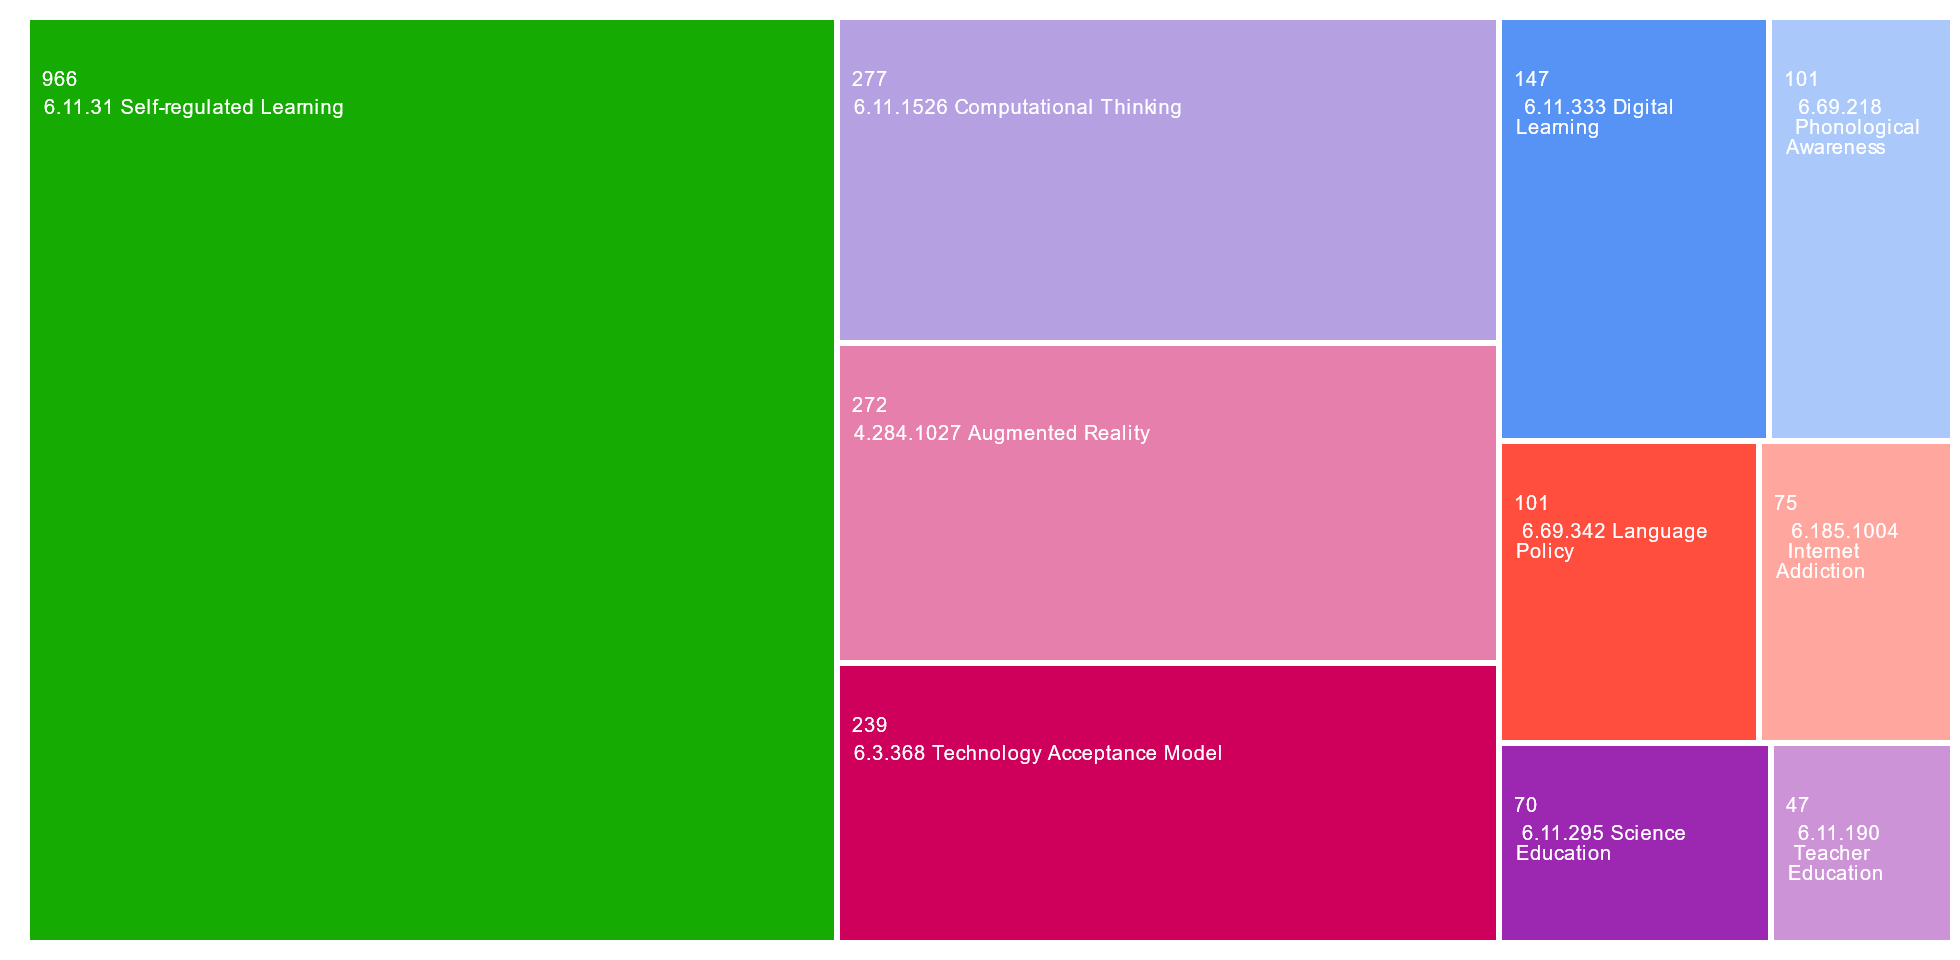 966
6.11.31 Self-regulated Learning
277
6.11.1526 Computational Thinking
272
4.284.1027 Augmented Reality
239
6.3.368 Technology Acceptance Model
147
6.11.333 Digital
Learning
101
6.69.218
Phonological
Awareness
101
6.69.342 Language
Policy
75
6.185.1004
Internet
Addiction
70
6.11.295 Science
Education
47
6.11.190
Teacher
Education